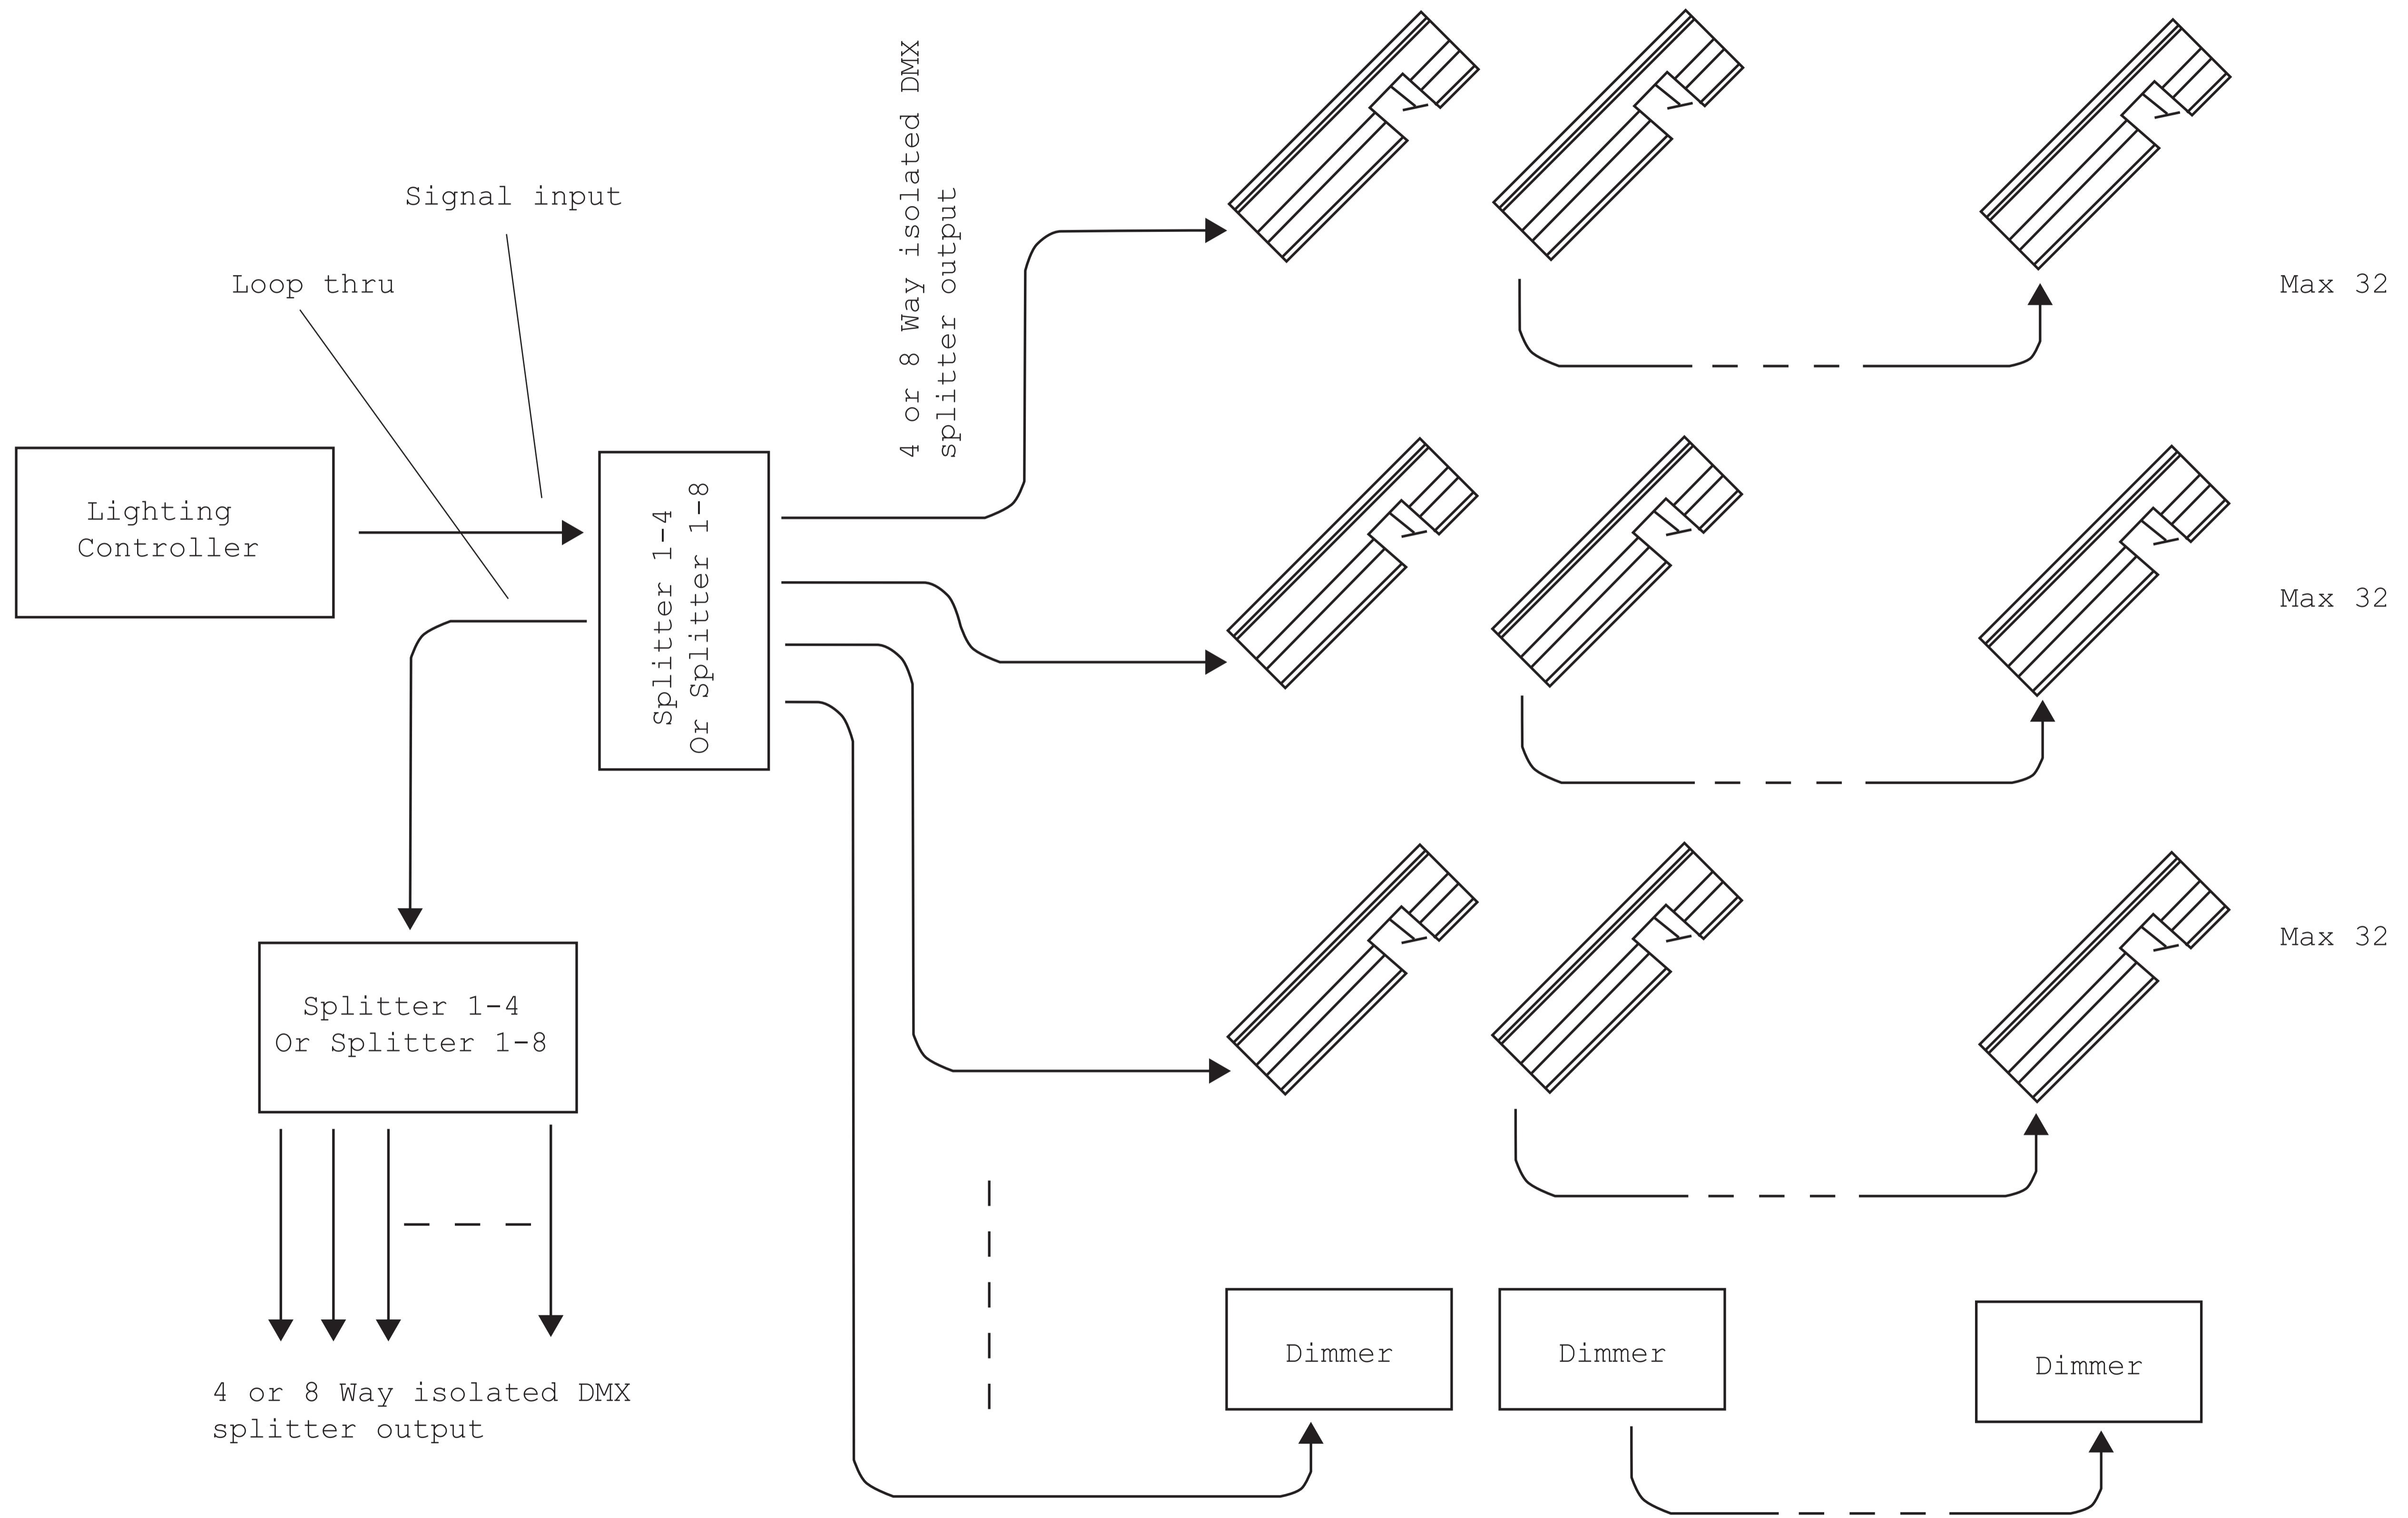 4 or 8 Way isolated DMX
splitter output
Signal input
Loop thru
Max 32
Lighting
Controller
Splitter 1-4
Or Splitter 1-8
Max 32
Max 32
Splitter 1-4
Or Splitter 1-8
Dimmer
Dimmer
Dimmer
4 or 8 Way isolated DMX
splitter output